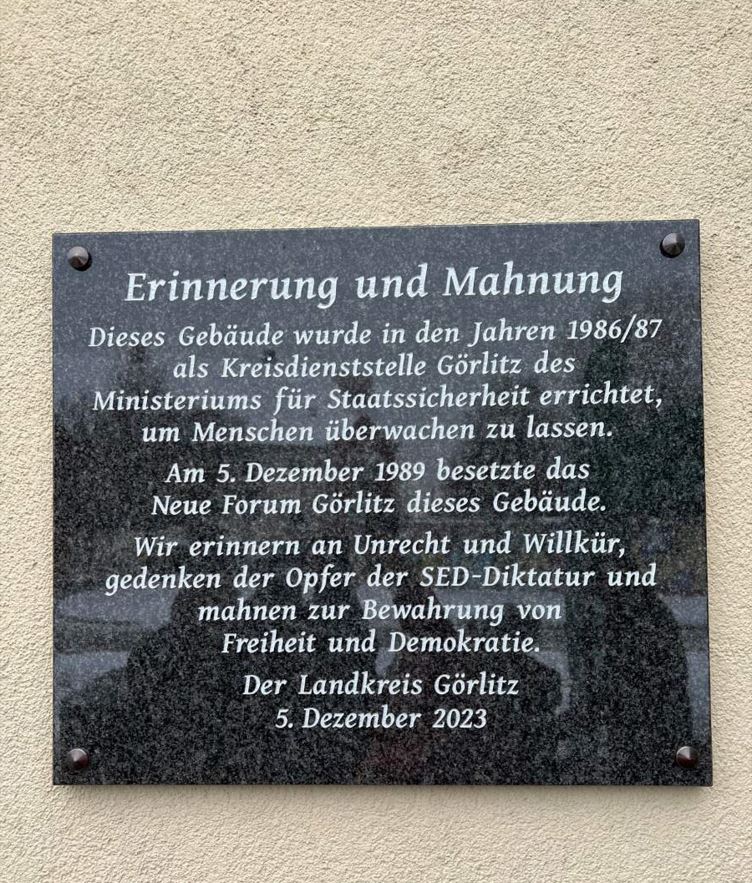 Erinnerung und Mahnung
Dieses Gebäude wurde in den Jahren 1986/87
als Kreisdienststelle Görlitz des
Ministeriums für Staatssicherheit errichtet,
um Menschen überwachen zu lassen.
Am 5. Dezember 1989 besetzte das
Neue Forum Görlitz dieses Gebäude.
Wir erinnern an Unrecht und Willkür,
gedenken der Opfer der SED-Diktatur und
mahnen zur Bewahrung von
Freiheit und Demokratie.
Der Landkreis Görlitz
5. Dezember 2023